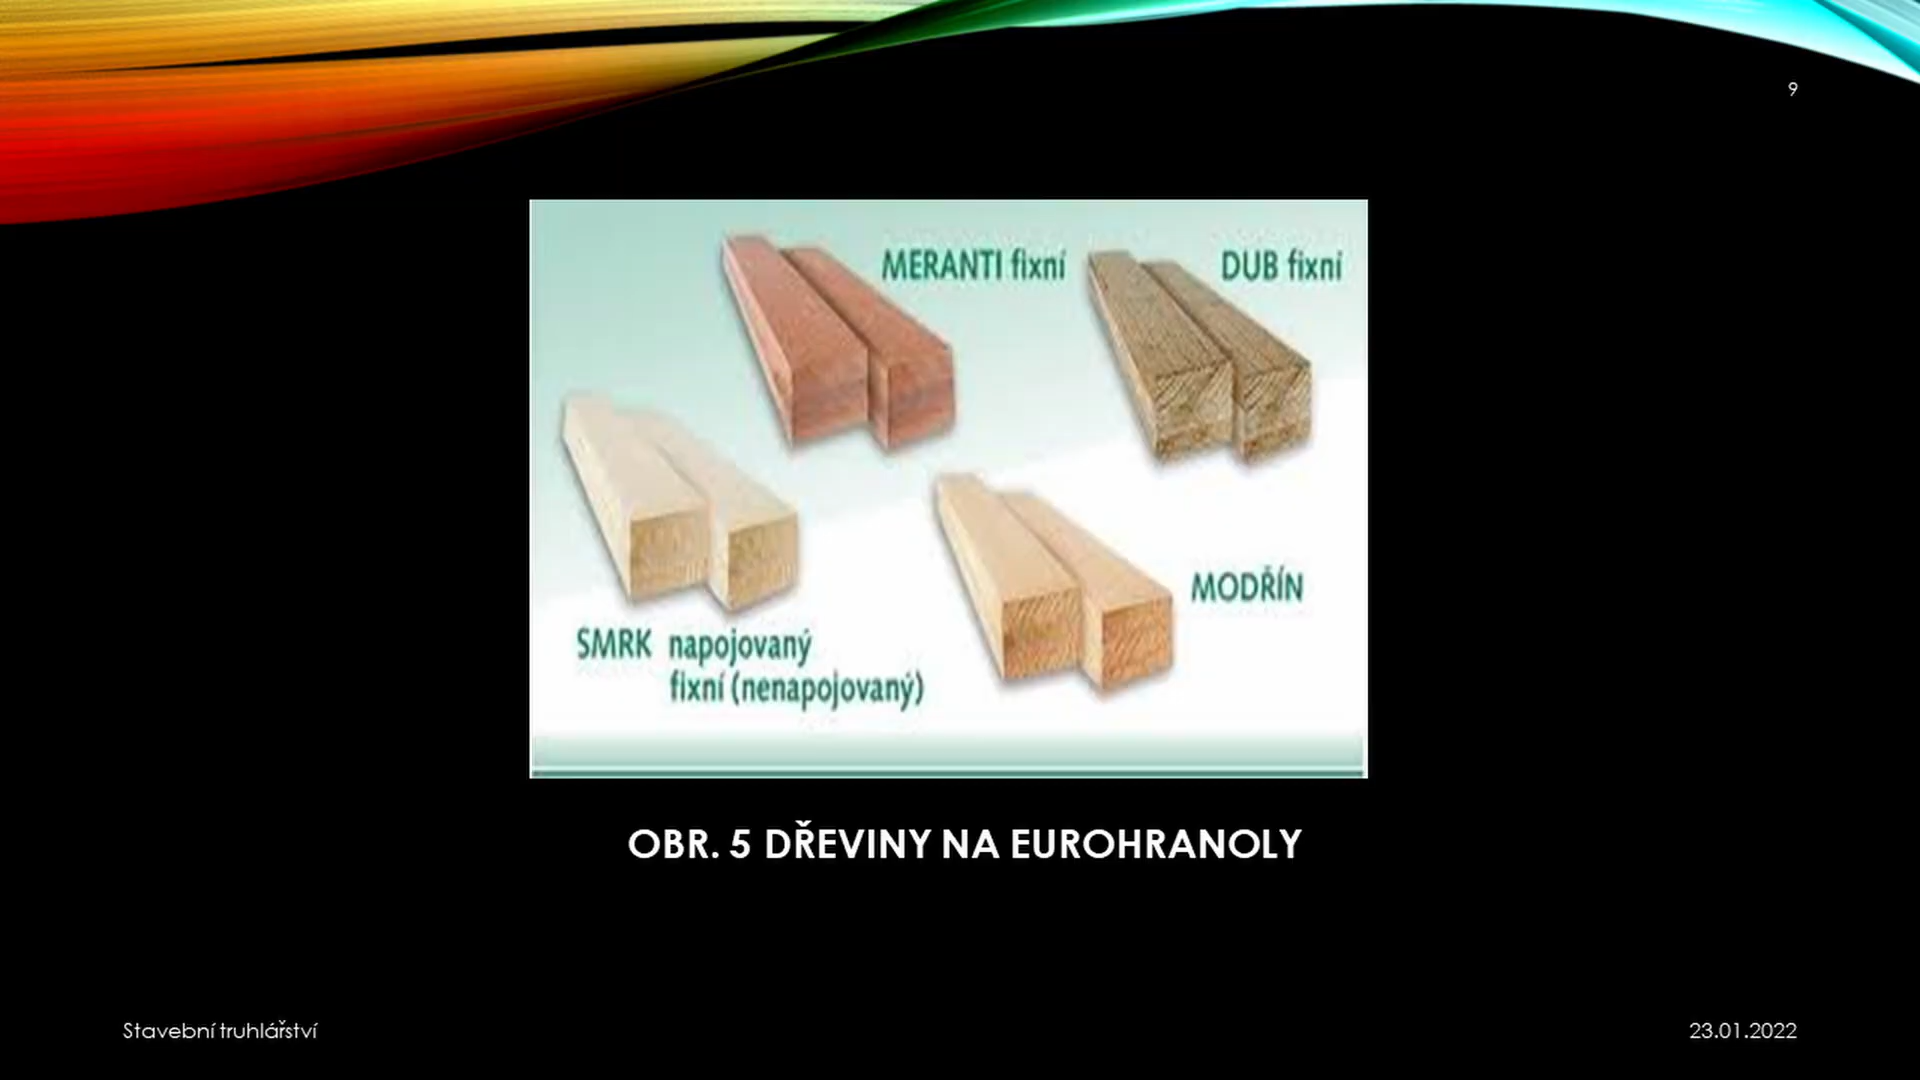 9
MERANTI fixní
DUB fixní
SMRK napojovaný
fixní (nenapojovaný)
MODŘÍN
OBR. 5 DŘEVINY NA EUROHRANOLY
Stavební truhlářství
23.01.2022